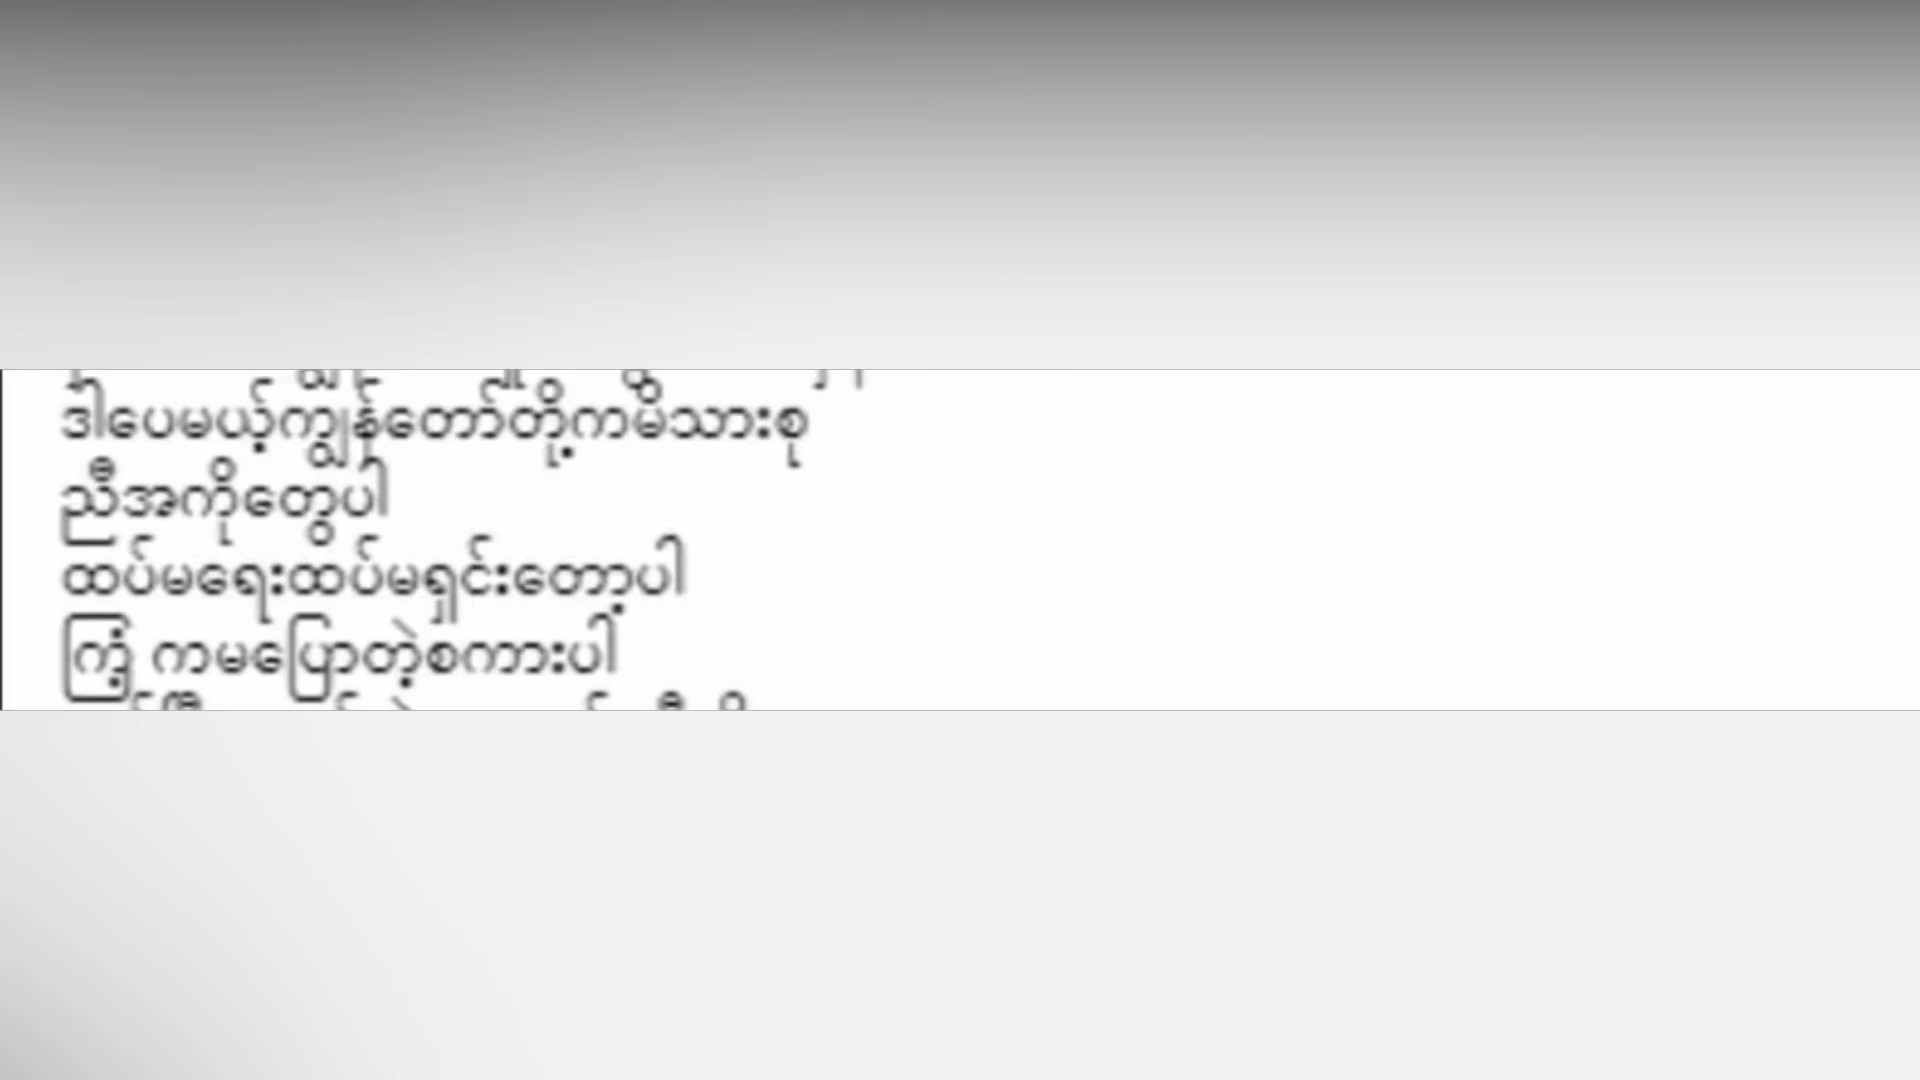 ဒါပေမယ့်ကျွန်တော်တို့ကမိသားစု
ညီအကိုတွေပါ
ထပ်မရေးထပ်မရှင်းတော့ပါ
ကြံ့ ကမပြောတဲ့စကားပါ